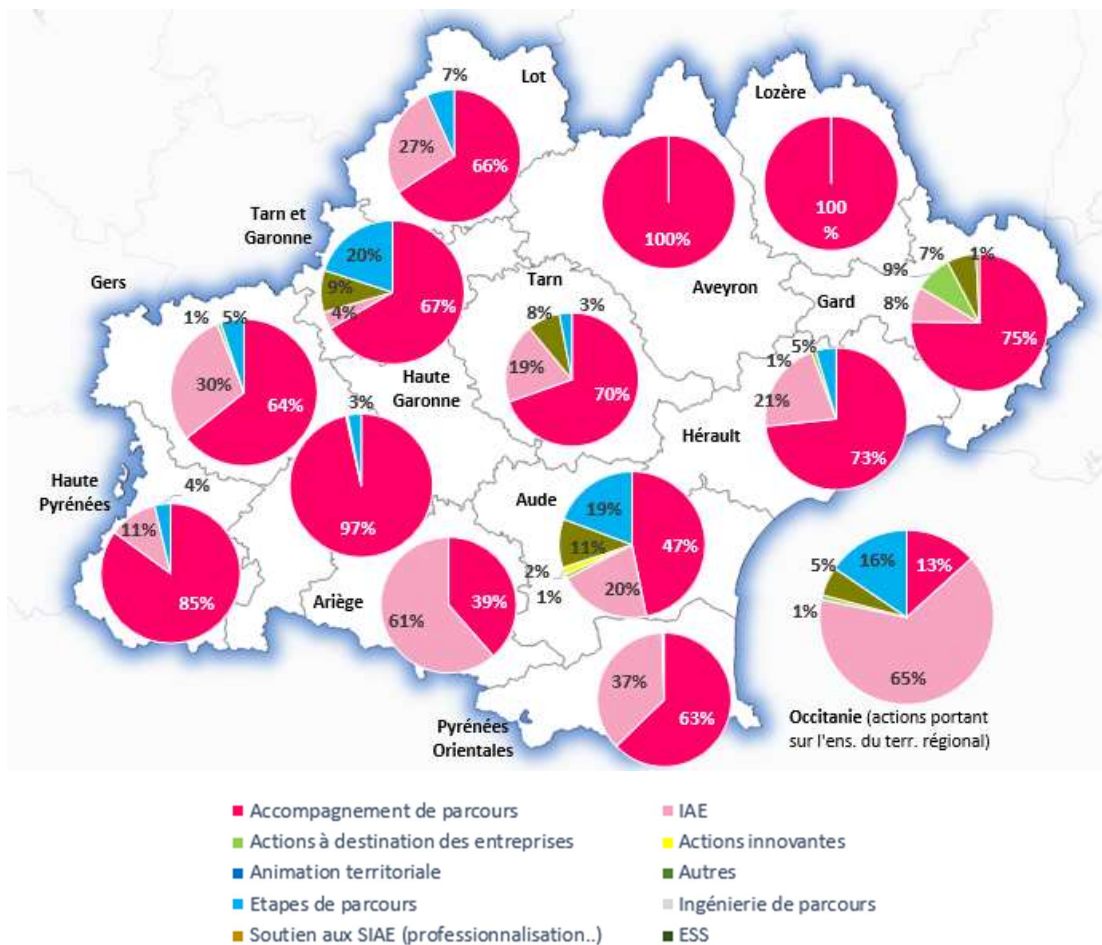 7%
Lot
27%
66%
Lozère
100
%
100%
Aveyron
Tarn et
Garonne
20%
9%
4%
67%
Gers
1%
5%
30%
64%
Tarn
8%
3%
19%
70%
7%
1%
9%
8%
75%
Gard
Haute
Garonne
3%
97%
5%
1%
21%
73%
Hérault
Haute
Pyrénées
4%
11%
85%
Aude
19%
47%
11%
2%
1%
20%
Ariège
39%
61%
16%
13%
5%
1%
65%
37%
63%
Pyrénées
Orientales
Occitanie (actions portant
sur l'ens. du terr. régional)
Accompagnement de parcours
IAE
Actions à destination des entreprises
Actions innovantes
Animation territoriale
Autres
Etapes de parcours
Ingénierie de parcours
Soutien aux SIAE (professionnalisation..)
ESS